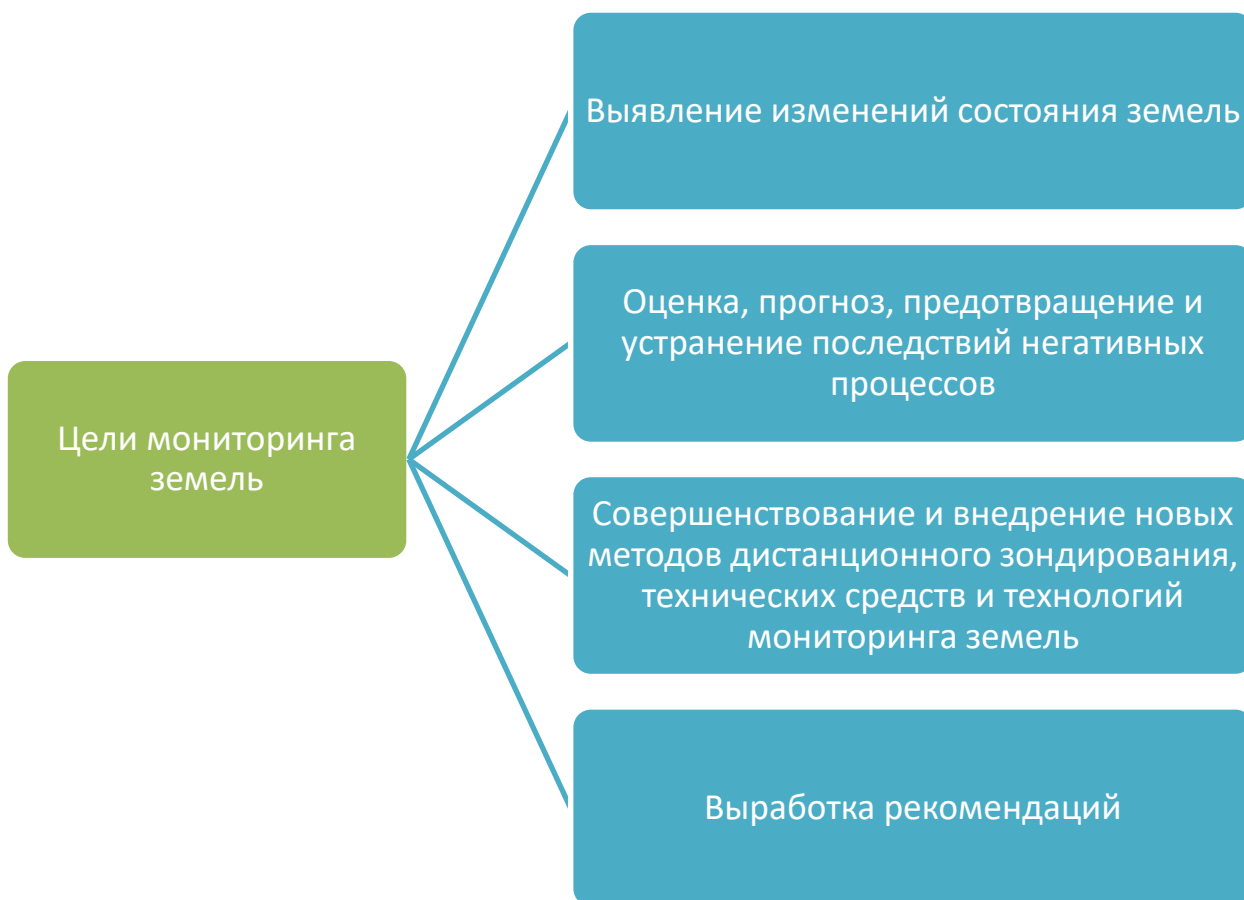 Цели мониторинга
земель
Выявление изменений состояния земель
Оценка, прогноз, предотвращение и
устранение последствий негативных
процессов
Совершенствование и внедрение новых
методов дистанционного зондирования,
технических средств и технологий
мониторинга земель
Выработка рекомендаций